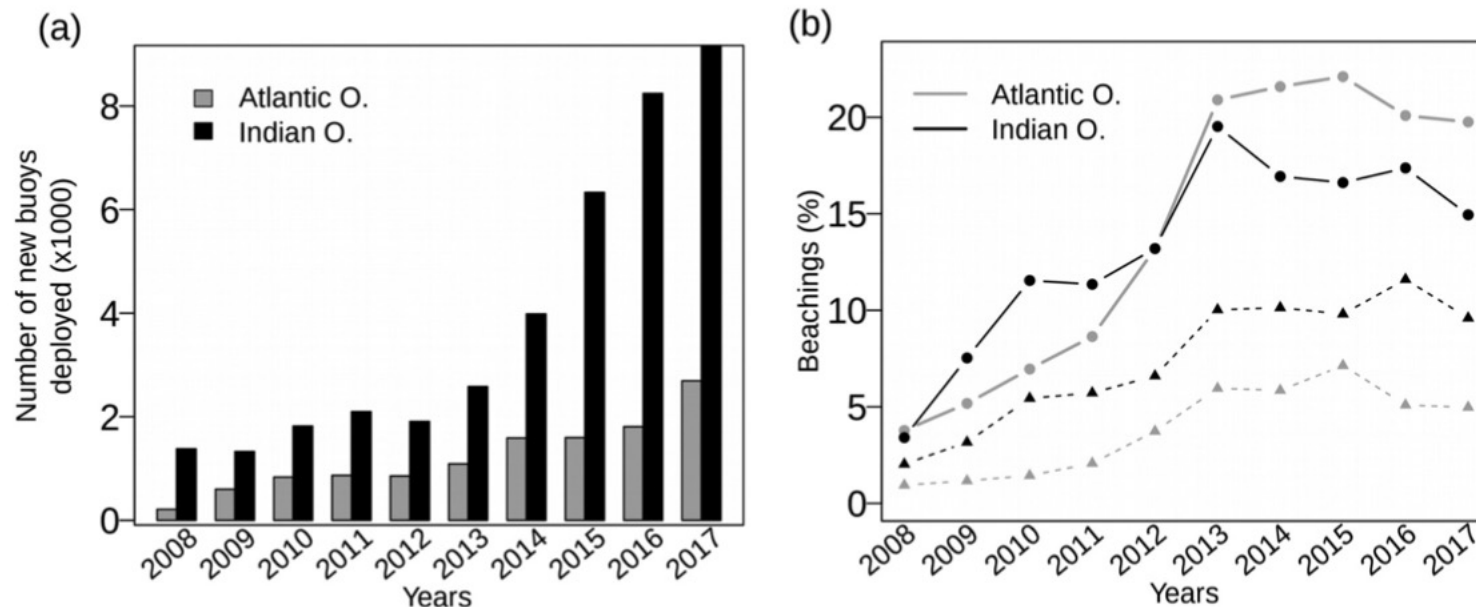 (a)
Number of new buoys
deployed (x1000)
8
6
4
2
0
Atlantic O.
Indian O.
2008 2009 2010 2011 2012 2013 2014 2015 2016 2017
Years
(b)
Beachings (%)
20
15
10
5
0
Atlantic O.
Indian O.
2008 2009 2010 2011 2012 2013 2014 2015 2016 2017
Years